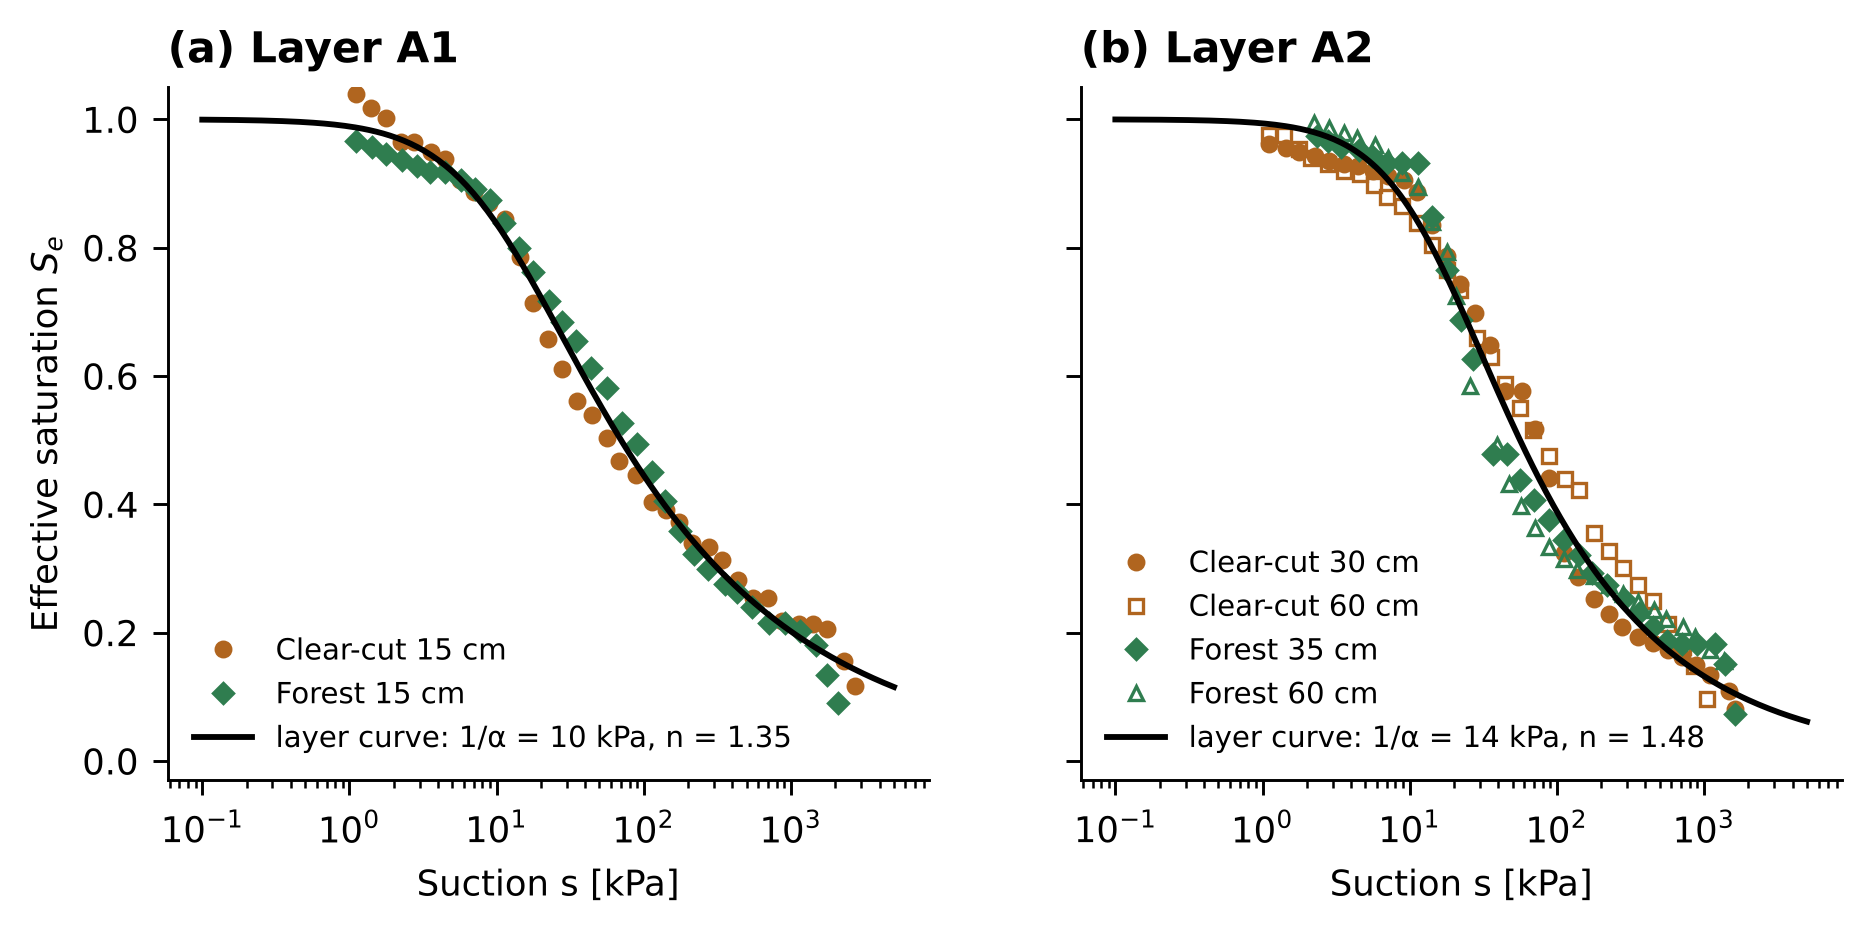 (a) Layer A1
(b) Layer A2
Effective saturation Sₑ
1.0
0.8
0.6
0.4
0.2
0.0
Clear-cut 15 cm
Forest 15 cm
layer curve: 1/α = 10 kPa, n = 1.35
Clear-cut 30 cm
Clear-cut 60 cm
Forest 35 cm
Forest 60 cm
layer curve: 1/α = 14 kPa, n = 1.48
10⁻¹ 10⁰ 10¹ 10² 10³
10⁻¹ 10⁰ 10¹ 10² 10³
Suction s [kPa]
Suction s [kPa]